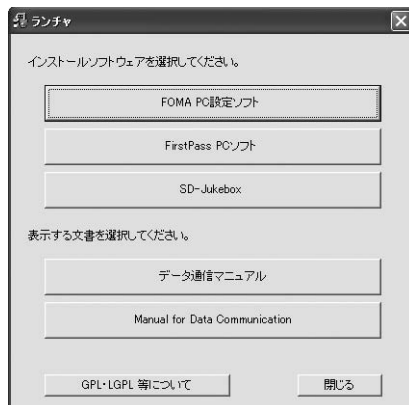 ランチャ
インストールソフトウェアを選択してください。
FOMA PC設定ソフト
FirstPass PCソフト
SD-Jukebox
表示する文書を選択してください。
データ通信マニュアル
Manual for Data Communication
GPL・LGPL 等について
閉じる